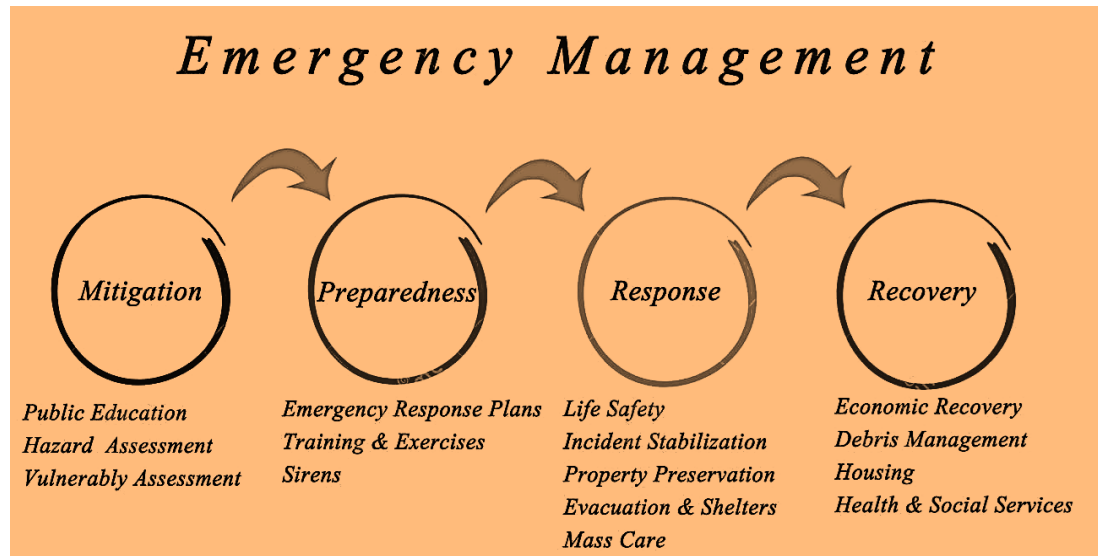 Emergency Management
Mitigation
Preparedness
Response
Recovery
Public Education
Hazard Assessment
Vulnerably Assessment
Emergency Response Plans
Training & Exercises
Sirens
Life Safety
Incident Stabilization
Property Preservation
Evacuation & Shelters
Mass Care
Economic Recovery
Debris Management
Housing
Health & Social Services